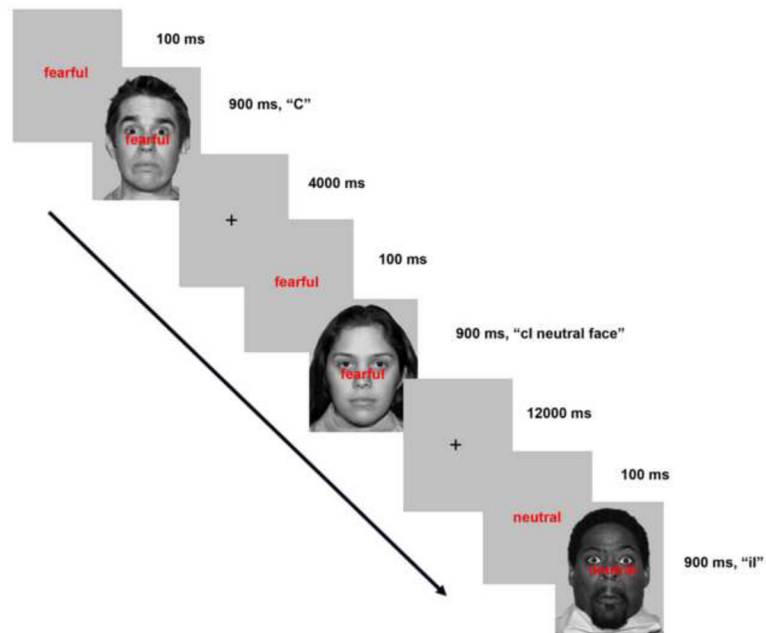 fearful
100 ms
fearful
900 ms, “C”
+
4000 ms
fearful
100 ms
fearful
900 ms, “cI neutral face”
+
12000 ms
neutral
100 ms
900 ms, “iI”